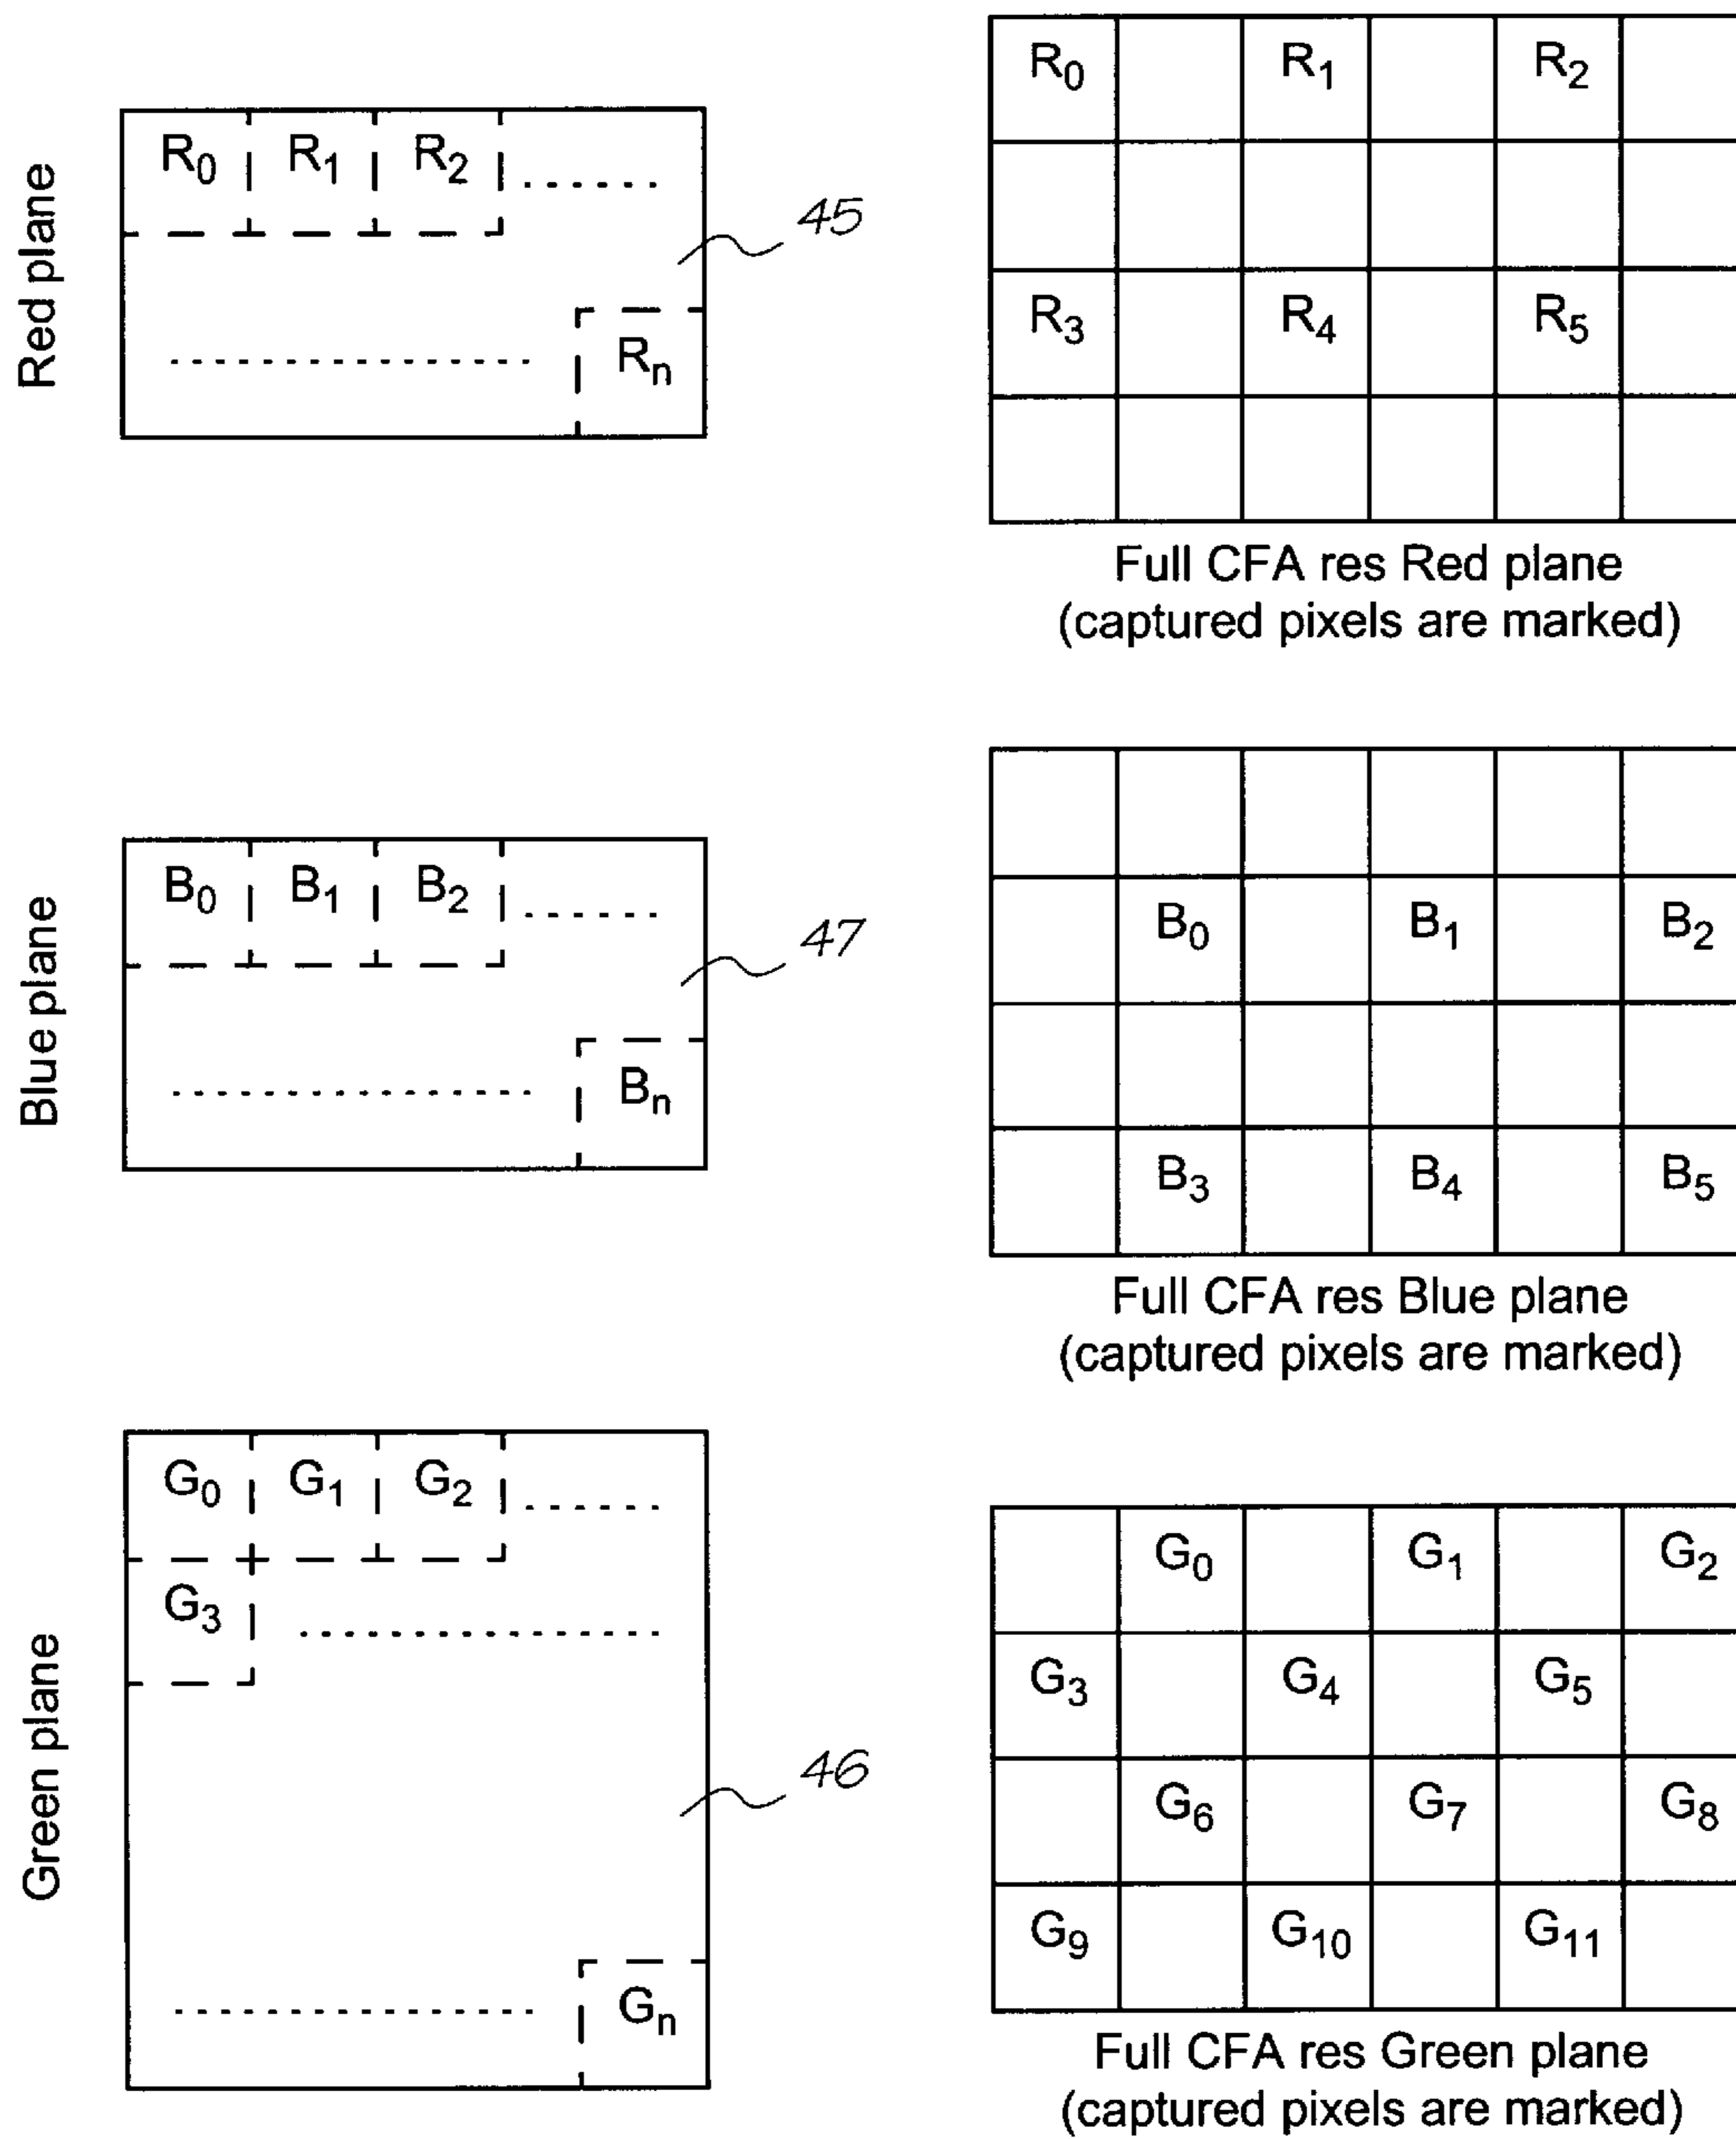 Red plane
R₀ R₁ R₂
Rₙ
45
R₀ R₁ R₂
R₃ R₄ R₅
Full CFA res Red plane
(captured pixels are marked)
Blue plane
B₀ B₁ B₂
Bₙ
47
B₀ B₁ B₂
B₃ B₄ B₅
Full CFA res Blue plane
(captured pixels are marked)
Green plane
G₀ G₁ G₂
G₃
Gₙ
46
G₀ G₁ G₂
G₃ G₄ G₅
G₆ G₇ G₈
G₉ G₁₀ G₁₁
Full CFA res Green plane
(captured pixels are marked)